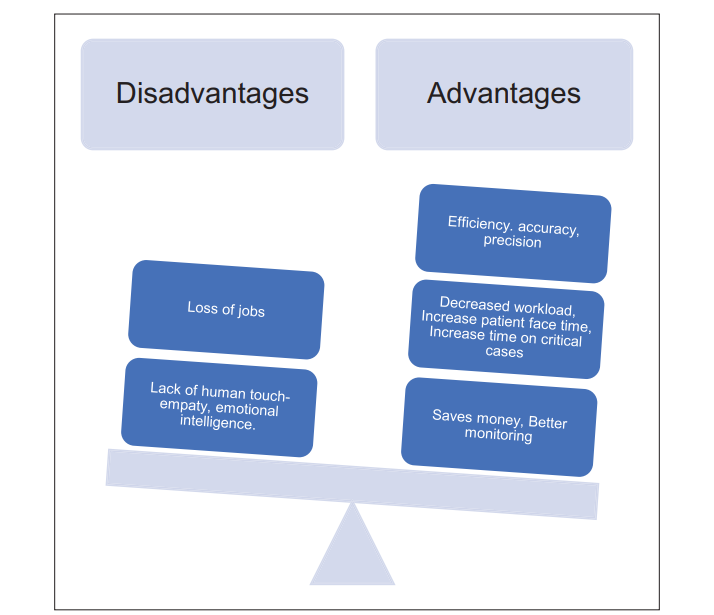 Disadvantages
Advantages
Loss of jobs
Lack of human touch-
empaty, emotional
intelligence.
Efficiency. accuracy,
precision
Decreased workload,
Increase patient face time,
Increase time on critical
cases
Saves money, Better
monitoring